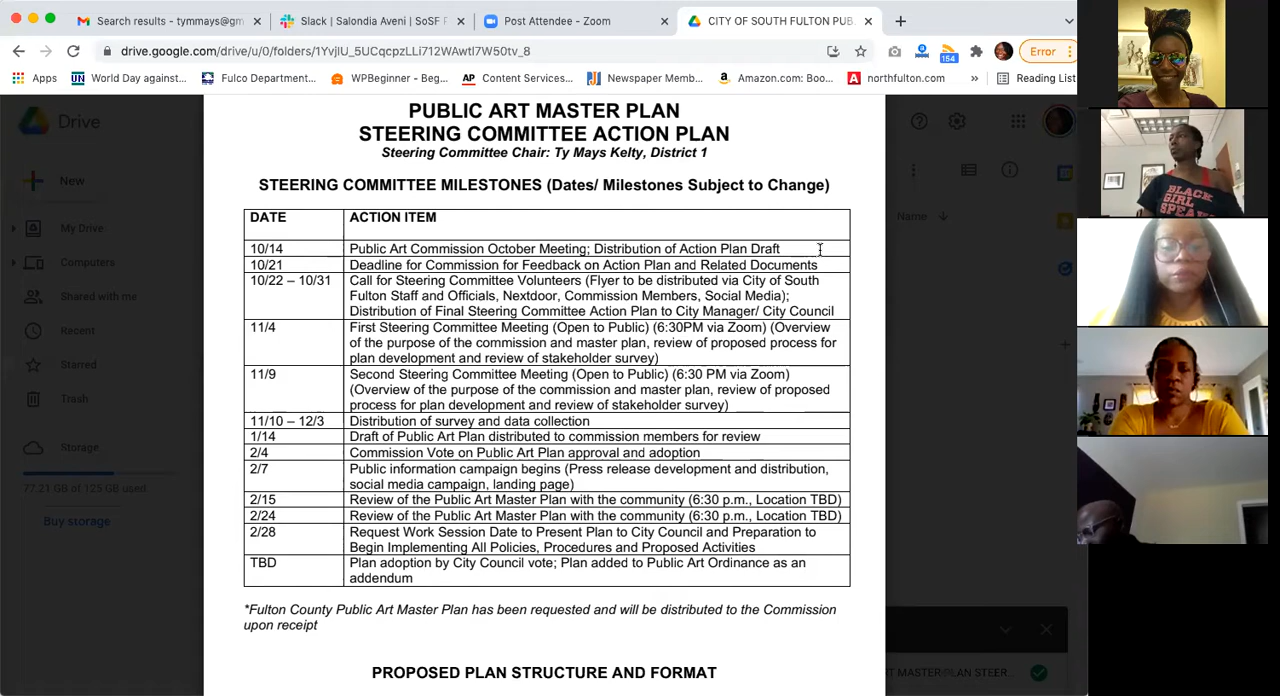 Search results - tymmays@gm
Slack | Salondia Aveni | SoSF F
Post Attendee - Zoom
CITY OF SOUTH FULTON PUB
drive.google.com/drive/u/0/folders/1YvjlU_5UCqcpzLLi712WAwtl7W50tv_8
154
Error
Apps
World Day against...
Fulco Department...
WPBeginner - Beg...
AP Content Services...
Newspaper Memb...
Amazon.com: Boo...
northfulton.com
Reading List
Drive
New
My Drive
Computers
Shared with me
Recent
Starred
Trash
Storage
77.21 GB of 125 GB used
Buy storage
Name
PUBLIC ART MASTER PLAN
STEERING COMMITTEE ACTION PLAN
Steering Committee Chair: Ty Mays Kelty, District 1
STEERING COMMITTEE MILESTONES (Dates/ Milestones Subject to Change)
DATE ACTION ITEM
10/14 Public Art Commission October Meeting; Distribution of Action Plan Draft
10/21 Deadline for Commission for Feedback on Action Plan and Related Documents
10/22 – 10/31 Call for Steering Committee Volunteers (Flyer to be distributed via City of South
Fulton Staff and Officials, Nextdoor, Commission Members, Social Media);
Distribution of Final Steering Committee Action Plan to City Manager/ City Council
11/4 First Steering Committee Meeting (Open to Public) (6:30PM via Zoom) (Overview
of the purpose of the commission and master plan, review of proposed process for
plan development and review of stakeholder survey)
11/9 Second Steering Committee Meeting (Open to Public) (6:30 PM via Zoom)
(Overview of the purpose of the commission and master plan, review of proposed
process for plan development and review of stakeholder survey)
11/10 – 12/3 Distribution of survey and data collection
1/14 Draft of Public Art Plan distributed to commission members for review
2/4 Commission Vote on Public Art Plan approval and adoption
2/7 Public information campaign begins (Press release development and distribution,
social media campaign, landing page)
2/15 Review of the Public Art Master Plan with the community (6:30 p.m., Location TBD)
2/24 Review of the Public Art Master Plan with the community (6:30 p.m., Location TBD)
2/28 Request Work Session Date to Present Plan to City Council and Preparation to
Begin Implementing All Policies, Procedures and Proposed Activities
TBD Plan adoption by City Council vote; Plan added to Public Art Ordinance as an
addendum
*Fulton County Public Art Master Plan has been requested and will be distributed to the Commission
upon receipt
PROPOSED PLAN STRUCTURE AND FORMAT
BLACK
GIRL